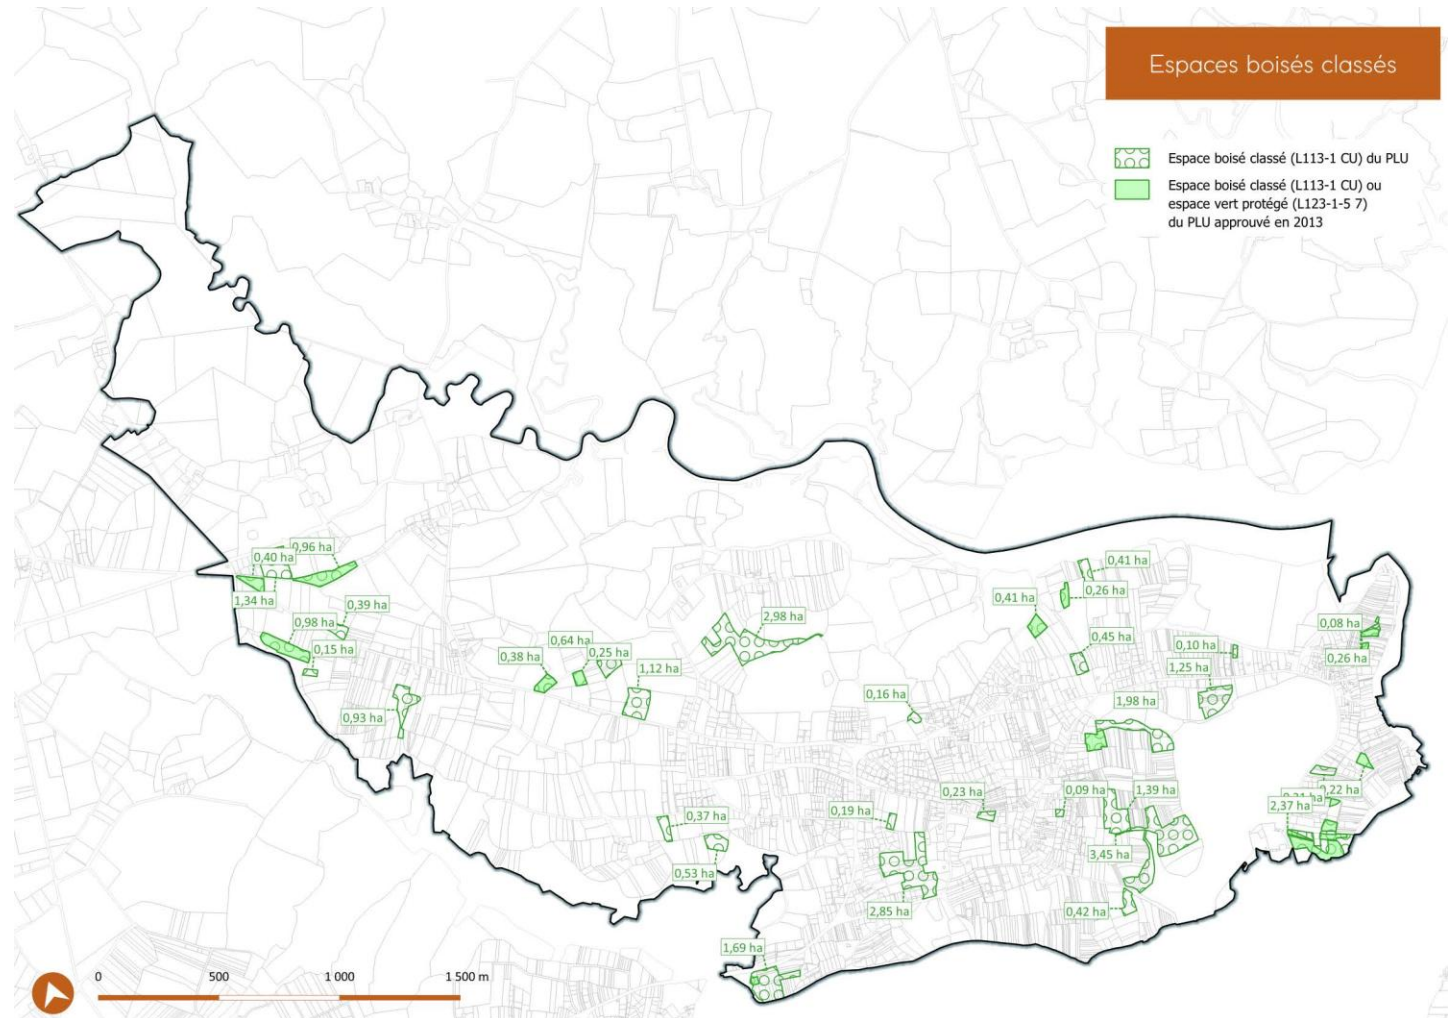 Espaces boisés classés
Espace boisé classé (L113-1 CU) du PLU
Espace boisé classé (L113-1 CU) ou
espace vert protégé (L123-1-5 7)
du PLU approuvé en 2013
0,96 ha
0,40 ha
1,34 ha
0,39 ha
0,98 ha
0,15 ha
0,93 ha
0,38 ha
0,64 ha
0,25 ha
1,12 ha
2,98 ha
0,16 ha
0,41 ha
0,26 ha
0,41 ha
0,45 ha
0,10 ha
1,25 ha
0,08 ha
0,26 ha
1,98 ha
0,37 ha
0,53 ha
0,19 ha
0,23 ha
0,09 ha
1,39 ha
0,22 ha
2,37 ha
3,45 ha
0,42 ha
2,85 ha
1,69 ha
0
500
1 000
1 500 m